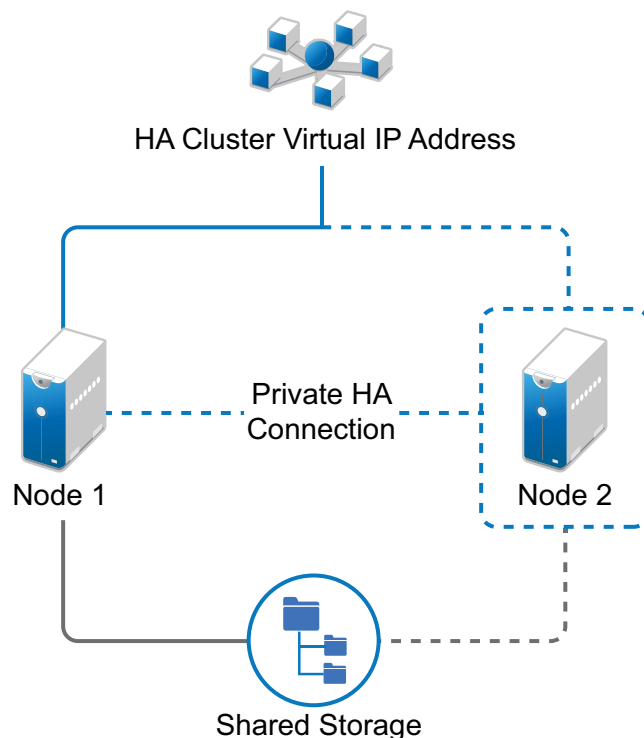 HA Cluster Virtual IP Address
Private HA
Connection
Node 1
Node 2
Shared Storage